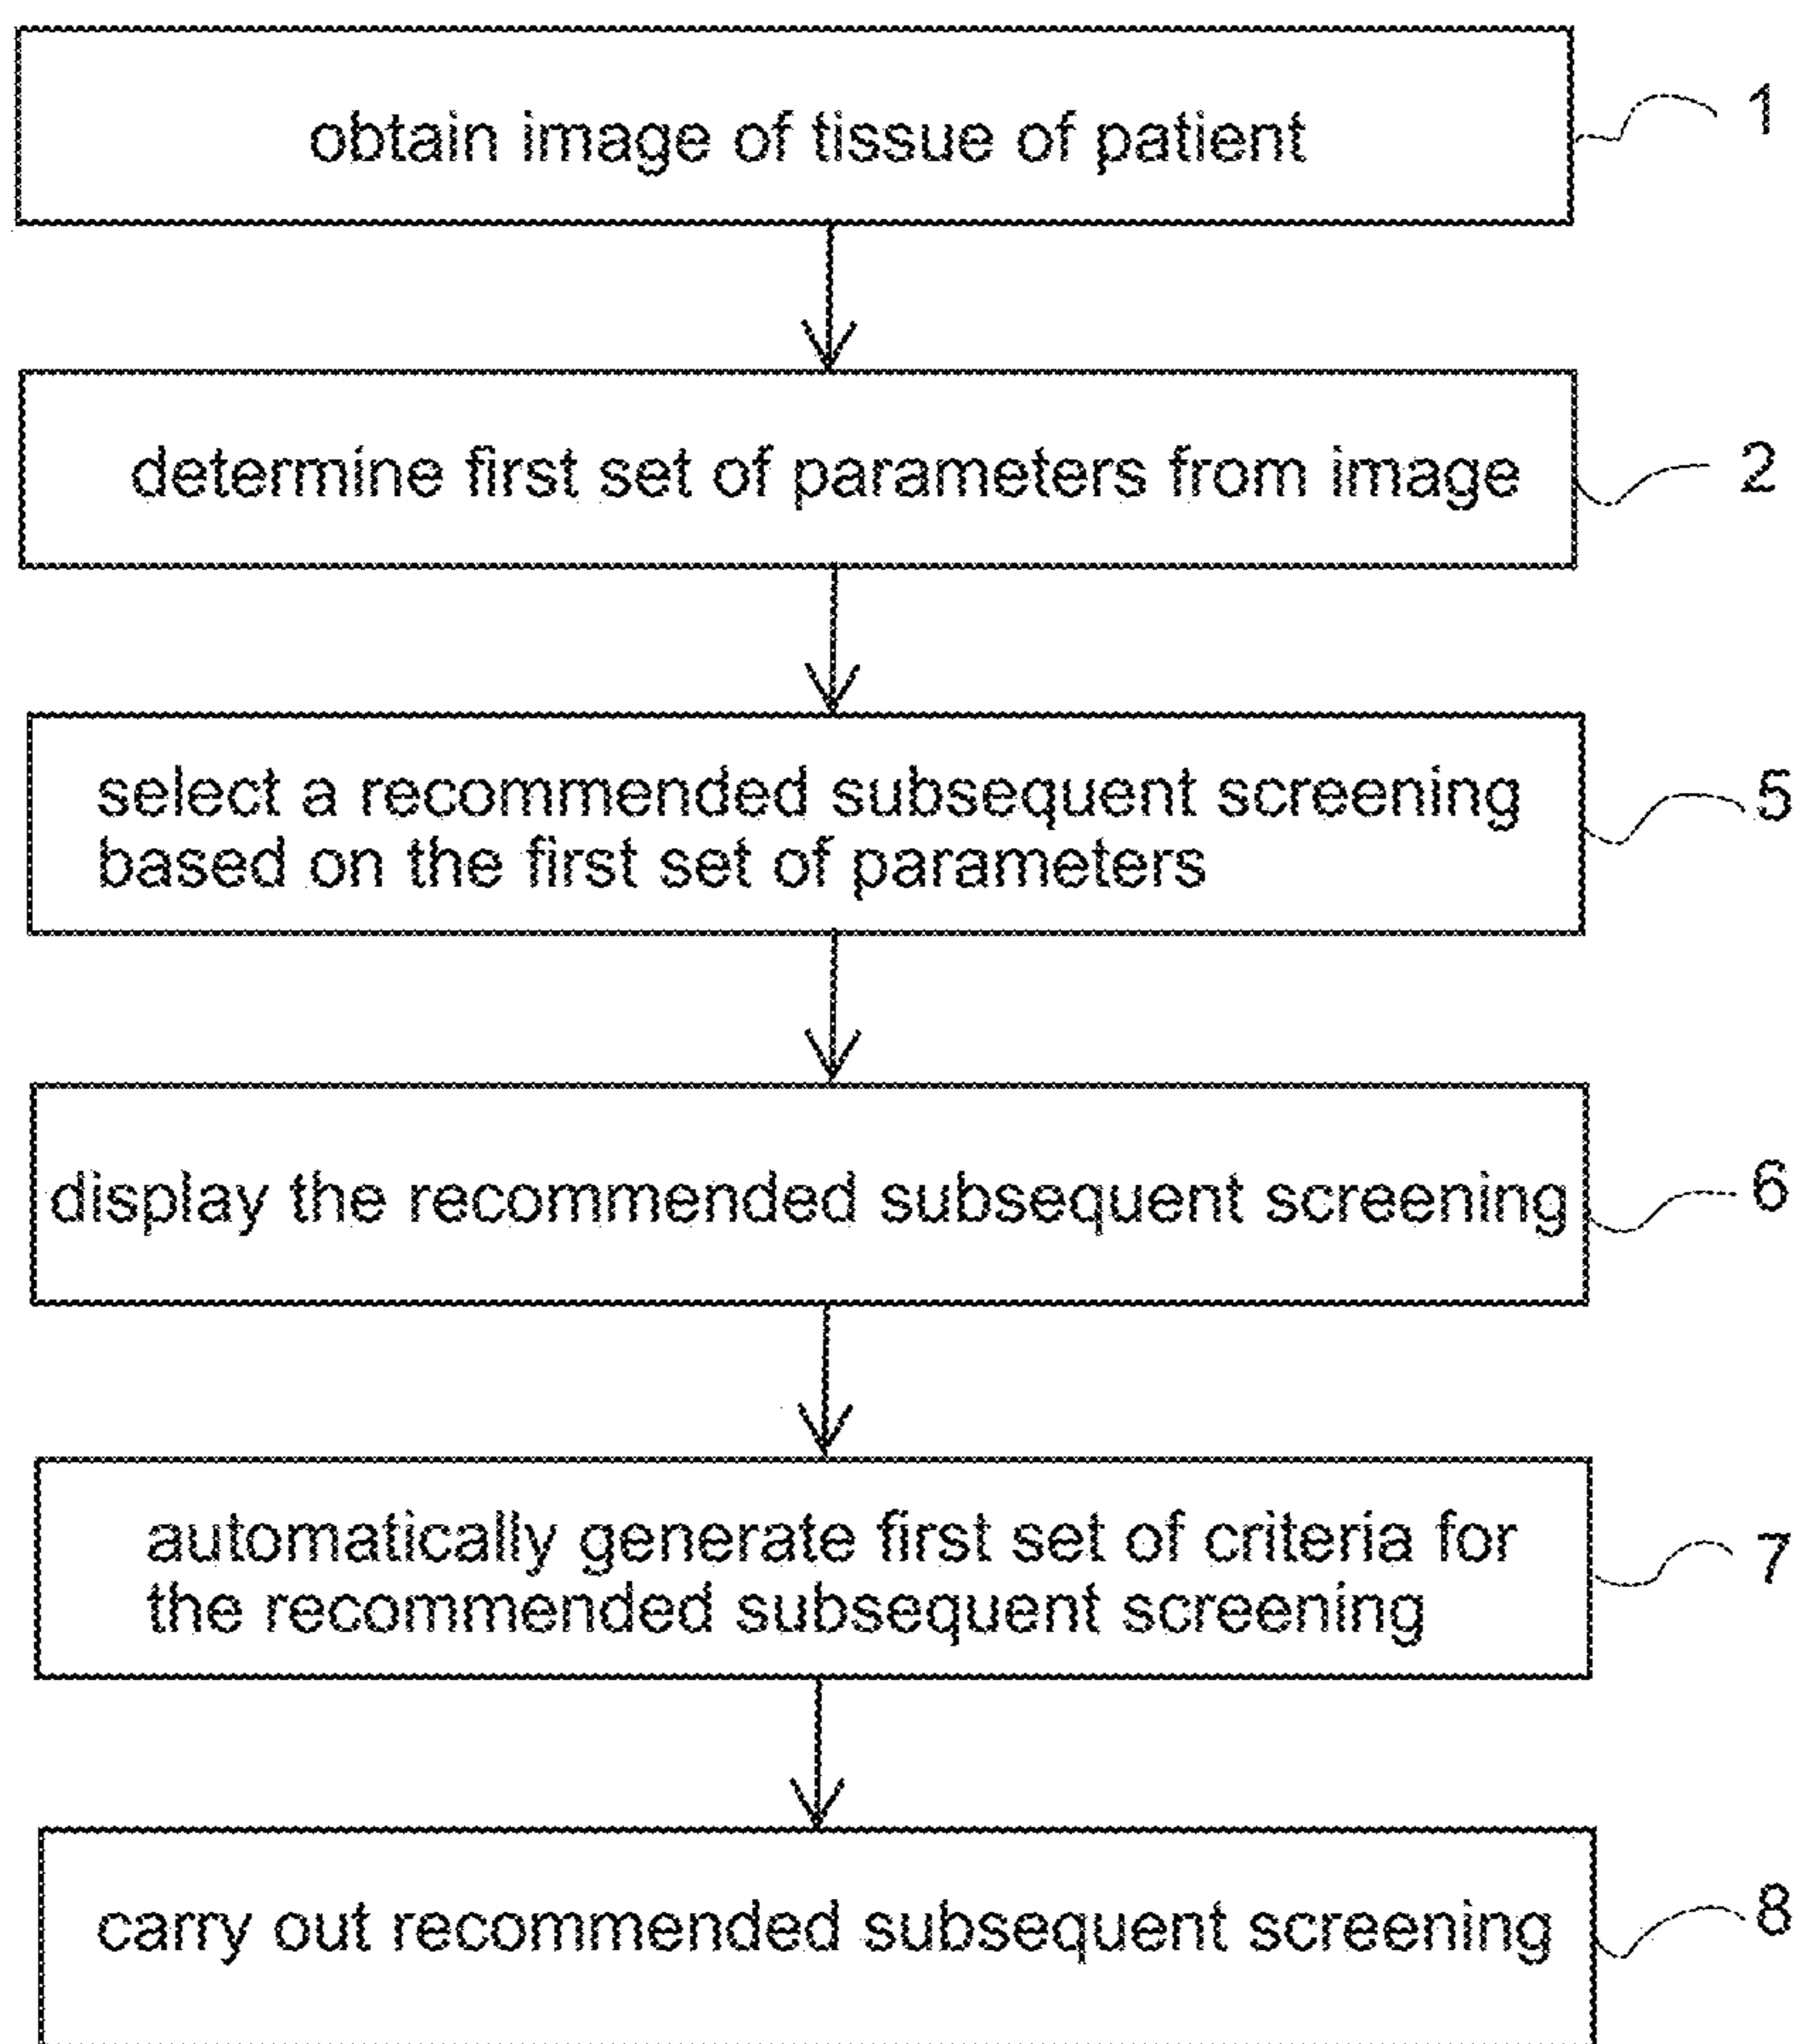 obtain image of tissue of patient
1
determine first set of parameters from image
2
select a recommended subsequent screening
based on the first set of parameters
5
display the recommended subsequent screening
6
automatically generate first set of criteria for
the recommended subsequent screening
7
carry out recommended subsequent screening
8